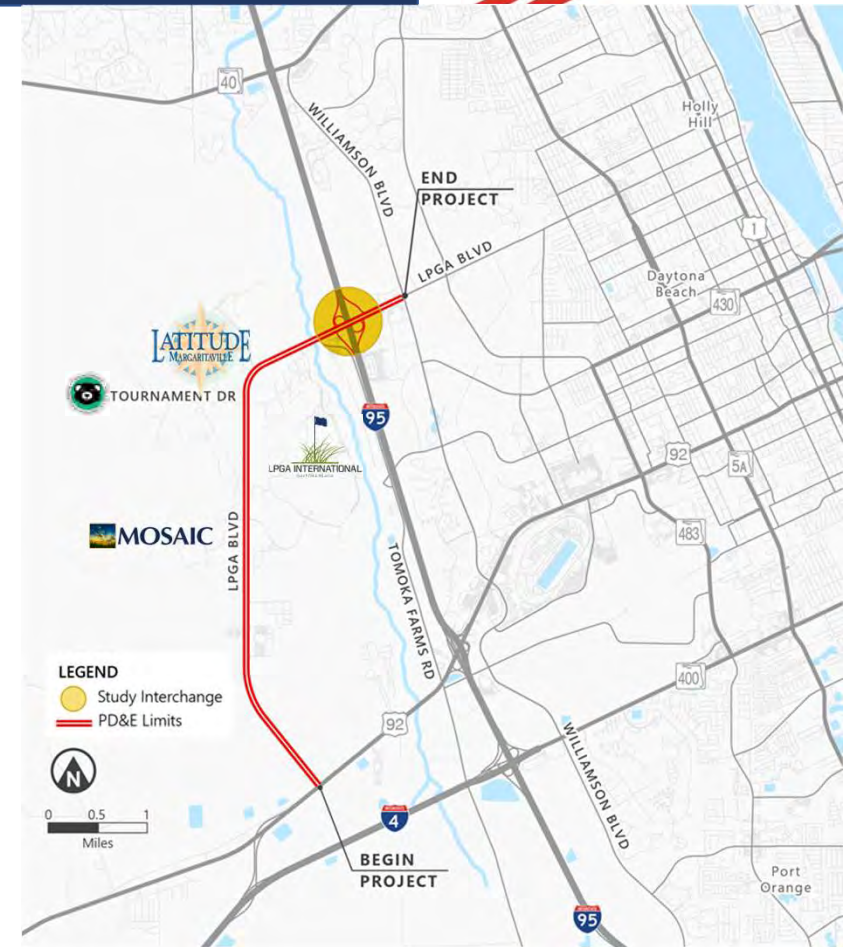 40
WILLIAMSON BLVD
Holly
Hill
END
PROJECT
1
LPGA BLVD
Daytona
Beach
430
LATITUDE
MARGARITAVILLE
TOURNAMENT DR
95
LPGA INTERNATIONAL
92
5A
MOSAIC
LPGA BLVD
483
TOMOKA FARMS RD
LEGEND
Study Interchange
PD&E Limits
400
92
WILLIAMSON BLVD
N
0 0.5 1
Miles
4
BEGIN
PROJECT
Port
Orange
95